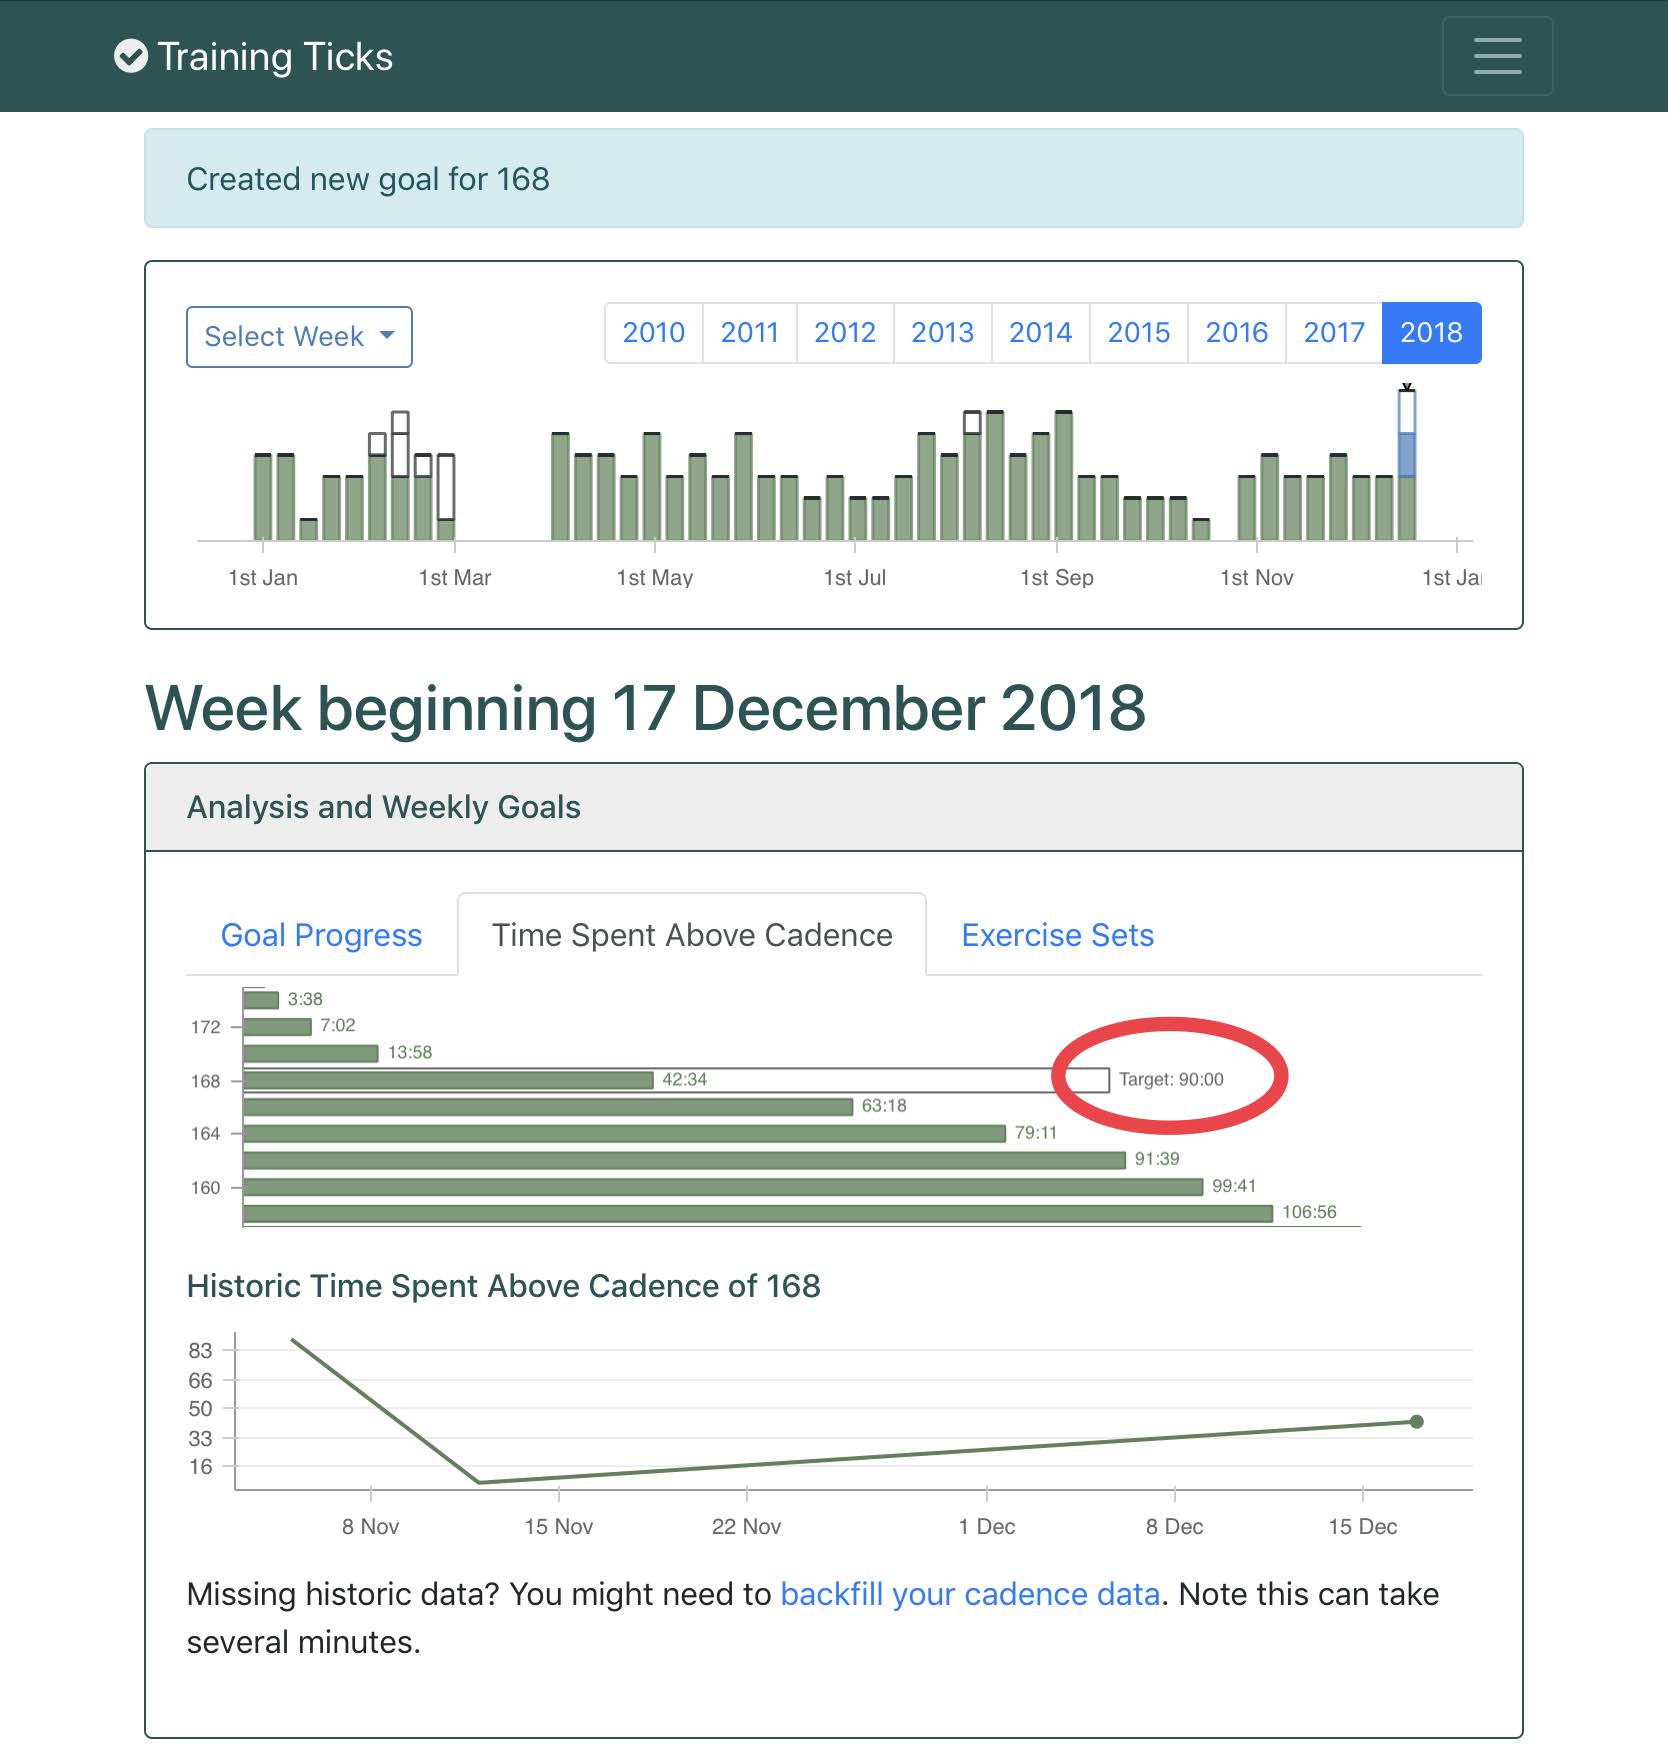 Training Ticks
Created new goal for 168
Select Week
2010 2011 2012 2013 2014 2015 2016 2017 2018
1st Jan 1st Mar 1st May 1st Jul 1st Sep 1st Nov 1st Ja
Week beginning 17 December 2018
Analysis and Weekly Goals
Goal Progress Time Spent Above Cadence Exercise Sets
3:38
172 7:02
13:58
168 42:34 Target: 90:00
63:18
164 79:11
91:39
160 99:41
106:56
Historic Time Spent Above Cadence of 168
83
66
50
33
16
8 Nov 15 Nov 22 Nov 1 Dec 8 Dec 15 Dec
Missing historic data? You might need to backfill your cadence data. Note this can take
several minutes.